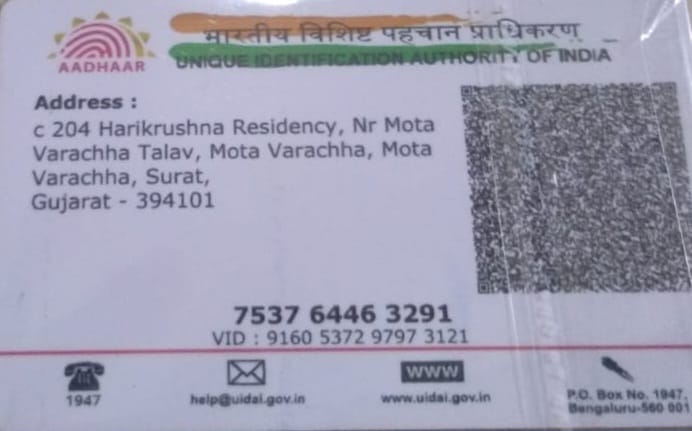 भारतीय विशिष्ट पहचान प्राधिकरण
AADHAAR
UNIQUE IDENTIFICATION AUTHORITY OF INDIA
Address :
c 204 Harikrushna Residency, Nr Mota
Varachha Talav, Mota Varachha, Mota
Varachha, Surat,
Gujarat - 394101
7537 6446 3291
VID : 9160 5372 9797 3121
1947
help@uidai.gov.in
WWW
www.uidai.gov.in
P.O. Box No. 1947,
Bengaluru-560 001